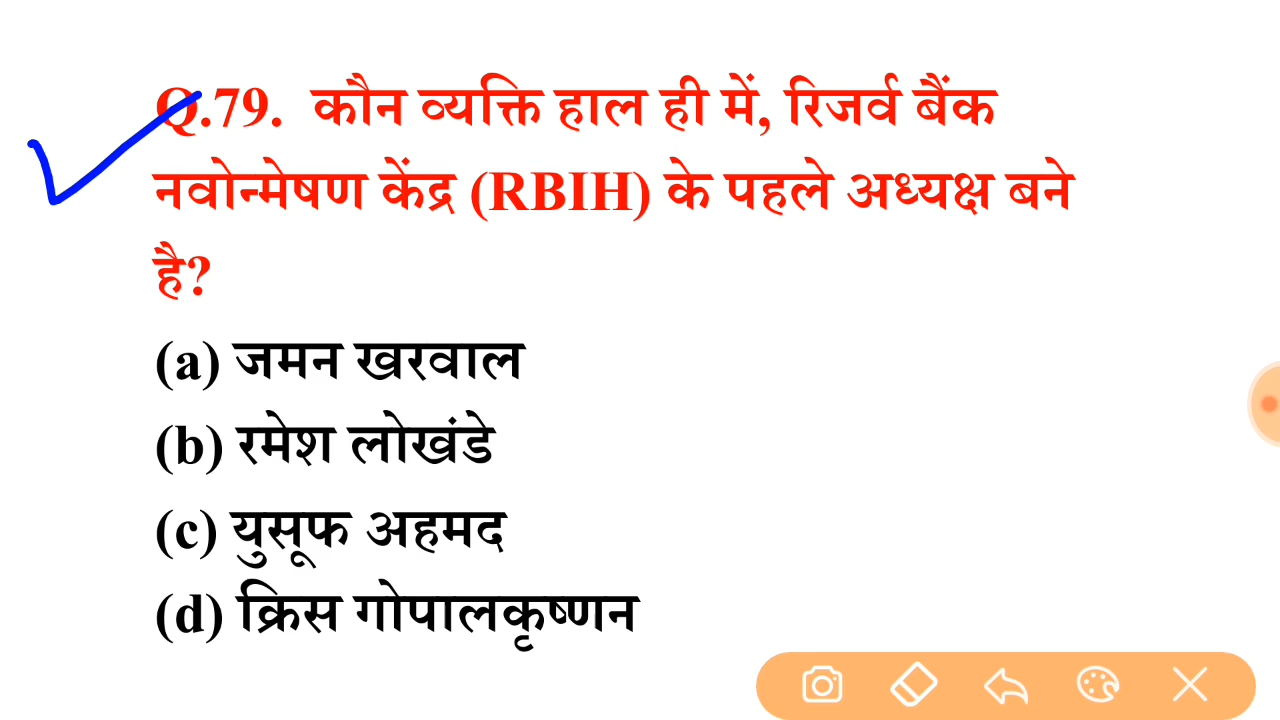 Q.79. कौन व्यक्ति हाल ही में, रिजर्व बैंक
नवोन्मेषण केंद्र (RBIH) के पहले अध्यक्ष बने
है?
(a) जमन खरवाल
(b) रमेश लोखंडे
(c) युसूफ अहमद
(d) क्रिस गोपालकृष्णन